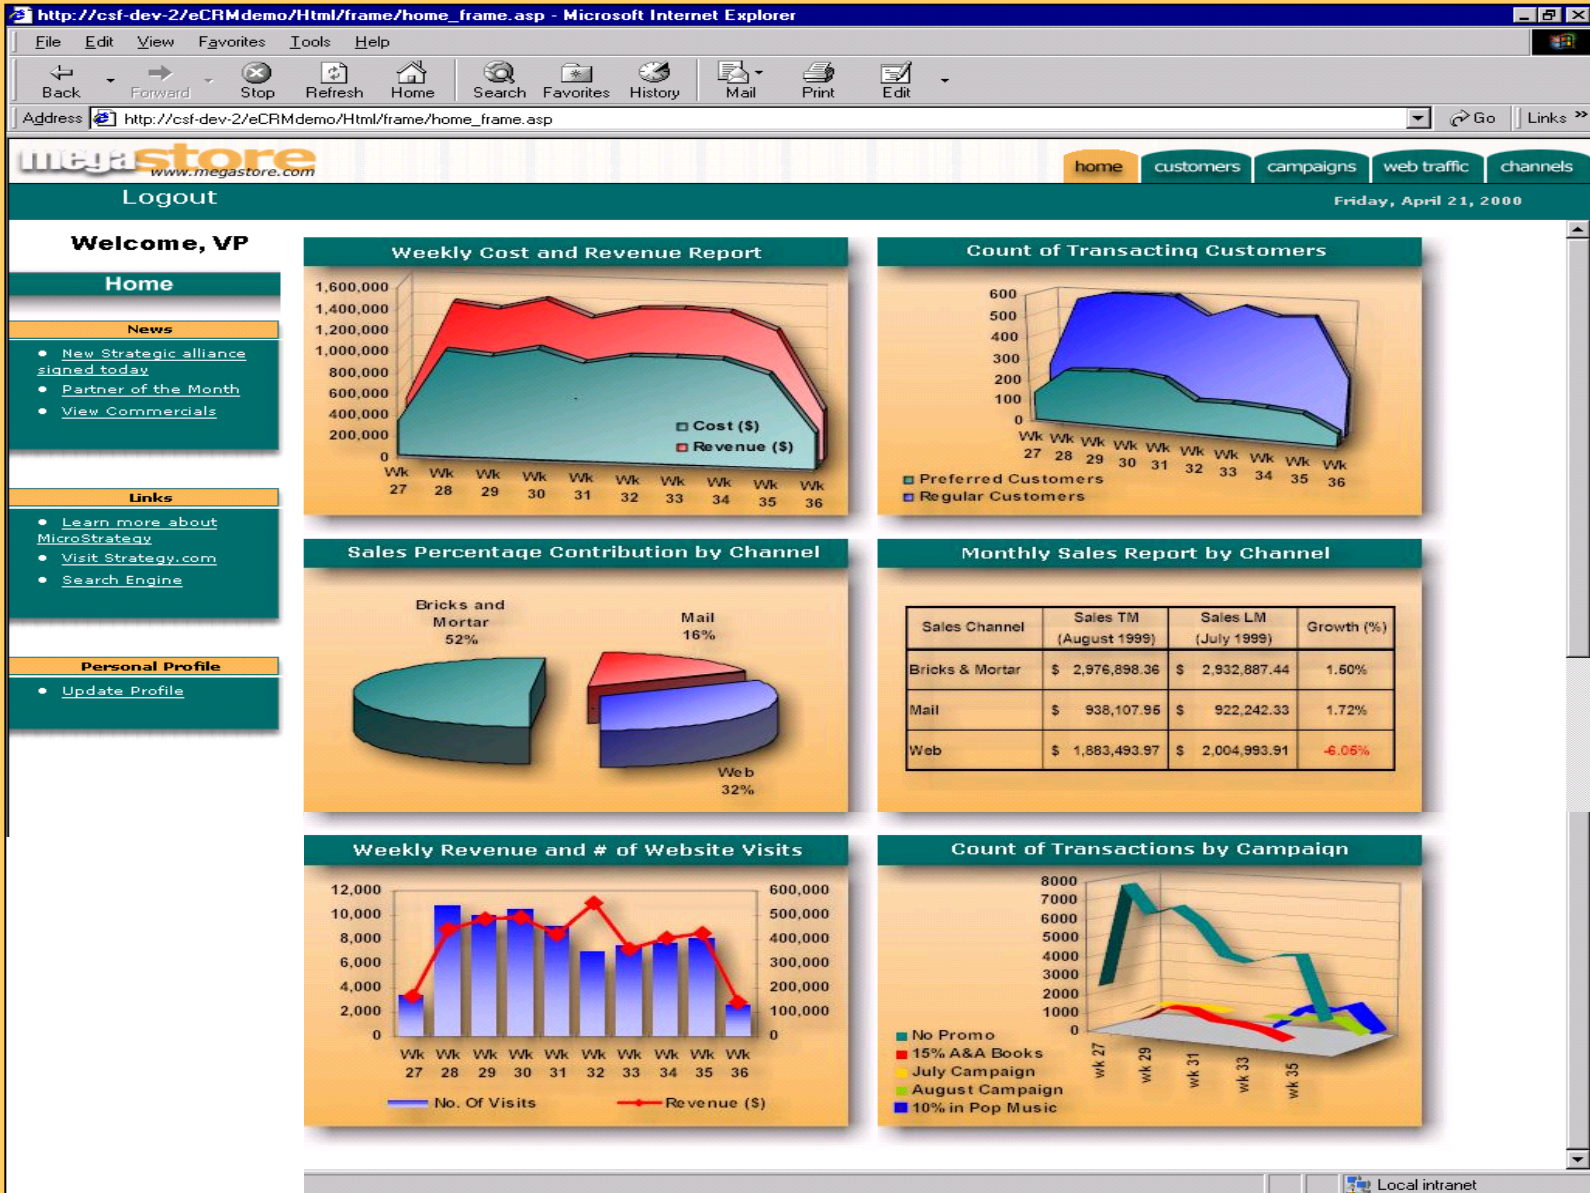 http://csf-dev-2/eCRMdemo/Html/frame/home_frame.asp - Microsoft Internet Explorer
File Edit View Favorites Tools Help
Back Forward Stop Refresh Home Search Favorites History Mail Print Edit
Address http://csf-dev-2/eCRMdemo/Html/frame/home_frame.asp Go Links »
megastore
www.megastore.com
home customers campaigns web traffic channels
Logout
Friday, April 21, 2000
Welcome, VP
Home
News
New Strategic alliance
signed today
Partner of the Month
View Commercials
Links
Learn more about
MicroStrategy
Visit Strategy.com
Search Engine
Personal Profile
Update Profile
Weekly Cost and Revenue Report
1,600,000
1,400,000
1,200,000
1,000,000
800,000
600,000
400,000
200,000
0
Cost ($)
Revenue ($)
Wk Wk Wk Wk Wk Wk Wk Wk Wk Wk
27 28 29 30 31 32 33 34 35 36
Count of Transacting Customers
600
500
400
300
200
100
0
Wk Wk Wk Wk Wk Wk Wk Wk Wk Wk
27 28 29 30 31 32 33 34 35 36
Preferred Customers
Regular Customers
Sales Percentage Contribution by Channel
Bricks and
Mortar
52%
Mail
16%
Web
32%
Monthly Sales Report by Channel
Sales Channel Sales TM (August 1999) Sales LM (July 1999) Growth (%)
Bricks & Mortar $ 2,976,898.36 $ 2,932,887.44 1.50%
Mail $ 938,107.95 $ 922,242.33 1.72%
Web $ 1,883,493.97 $ 2,004,993.91 -6.06%
Weekly Revenue and # of Website Visits
12,000 600,000
10,000 500,000
8,000 400,000
6,000 300,000
4,000 200,000
2,000 100,000
0 0
Wk Wk Wk Wk Wk Wk Wk Wk Wk Wk
27 28 29 30 31 32 33 34 35 36
No. Of Visits Revenue ($)
Count of Transactions by Campaign
8000
7000
6000
5000
4000
3000
2000
1000
0
wk 27 wk 29 wk 31 wk 33 wk 35
No Promo
15% A&A Books
July Campaign
August Campaign
10% in Pop Music
Local intranet